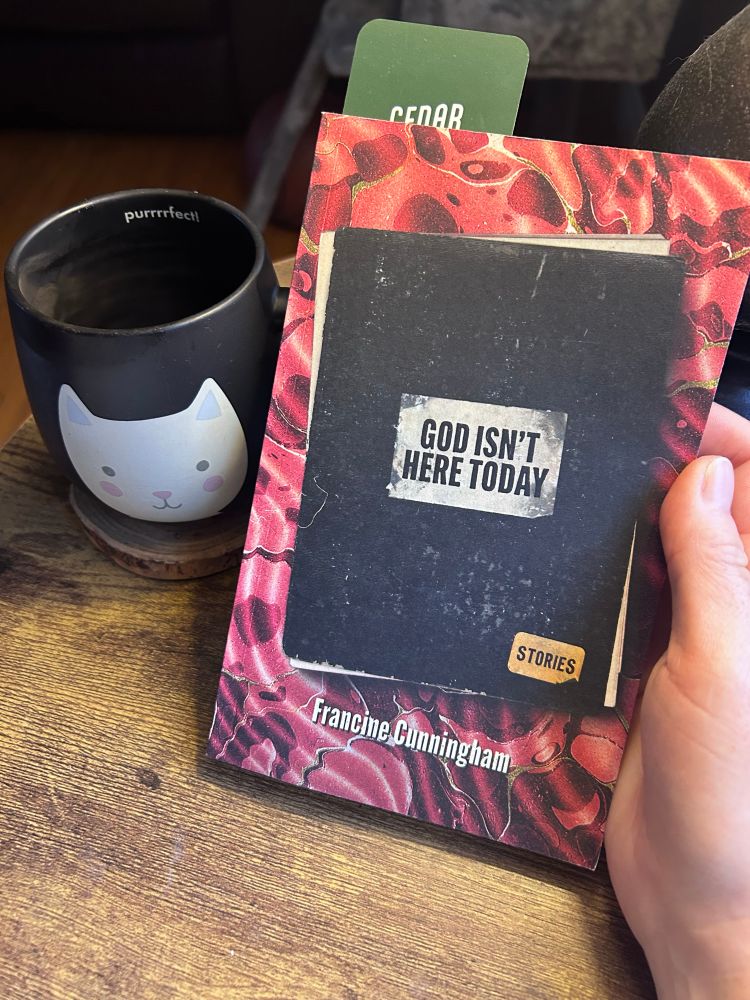 CEDAR
purrrrfect!
GOD ISN'T
HERE TODAY
STORIES
Francine Cunningham